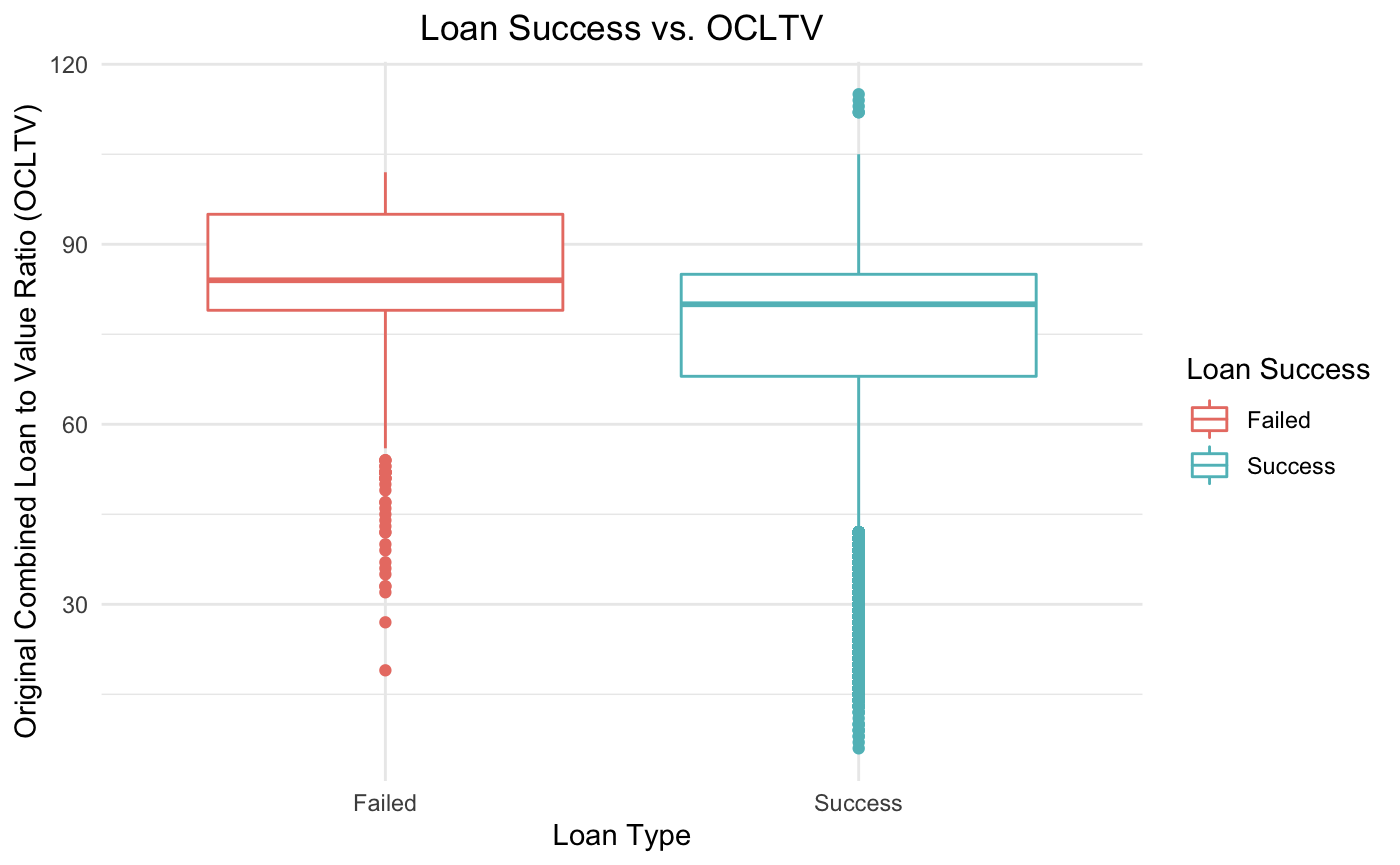 Loan Success vs. OCLTV
Original Combined Loan to Value Ratio (OCLTV)
120
90
60
30
Failed
Success
Loan Type
Loan Success
Failed
Success